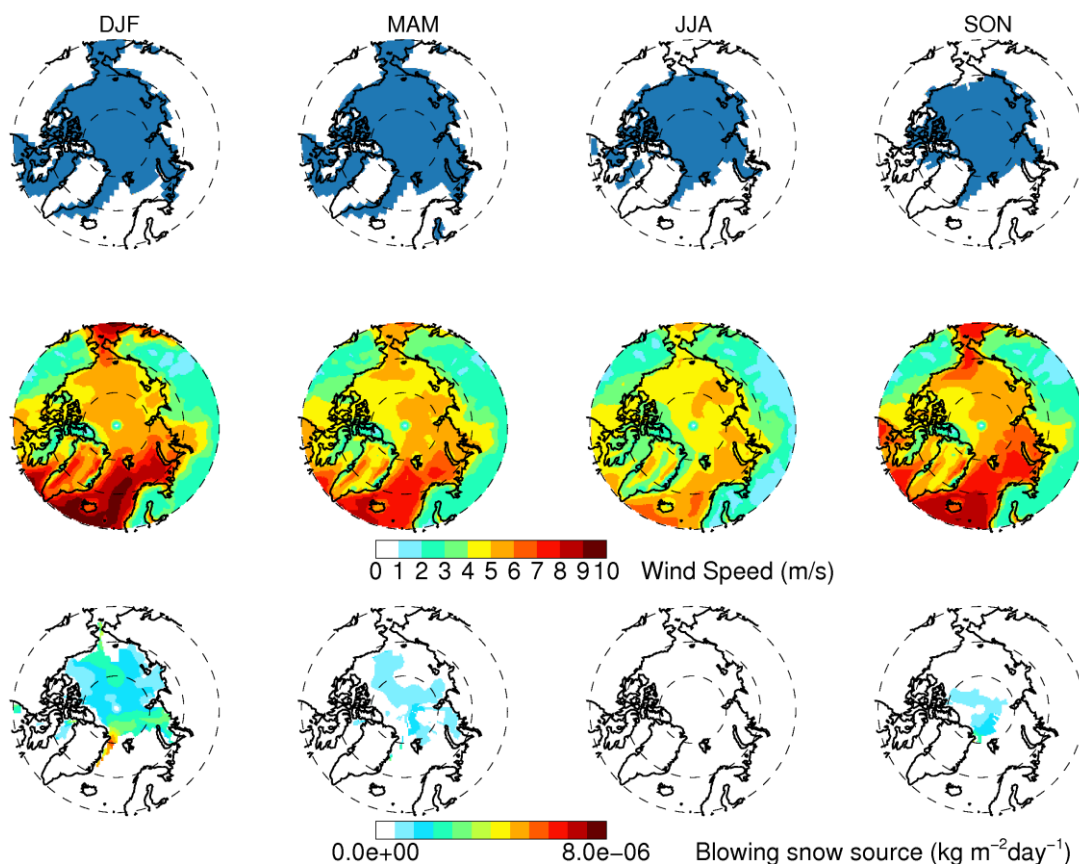 DJF MAM JJA SON
0 1 2 3 4 5 6 7 8 9 10 Wind Speed (m/s)
0.0e+00 8.0e−06 Blowing snow source (kg m⁻²day⁻¹)